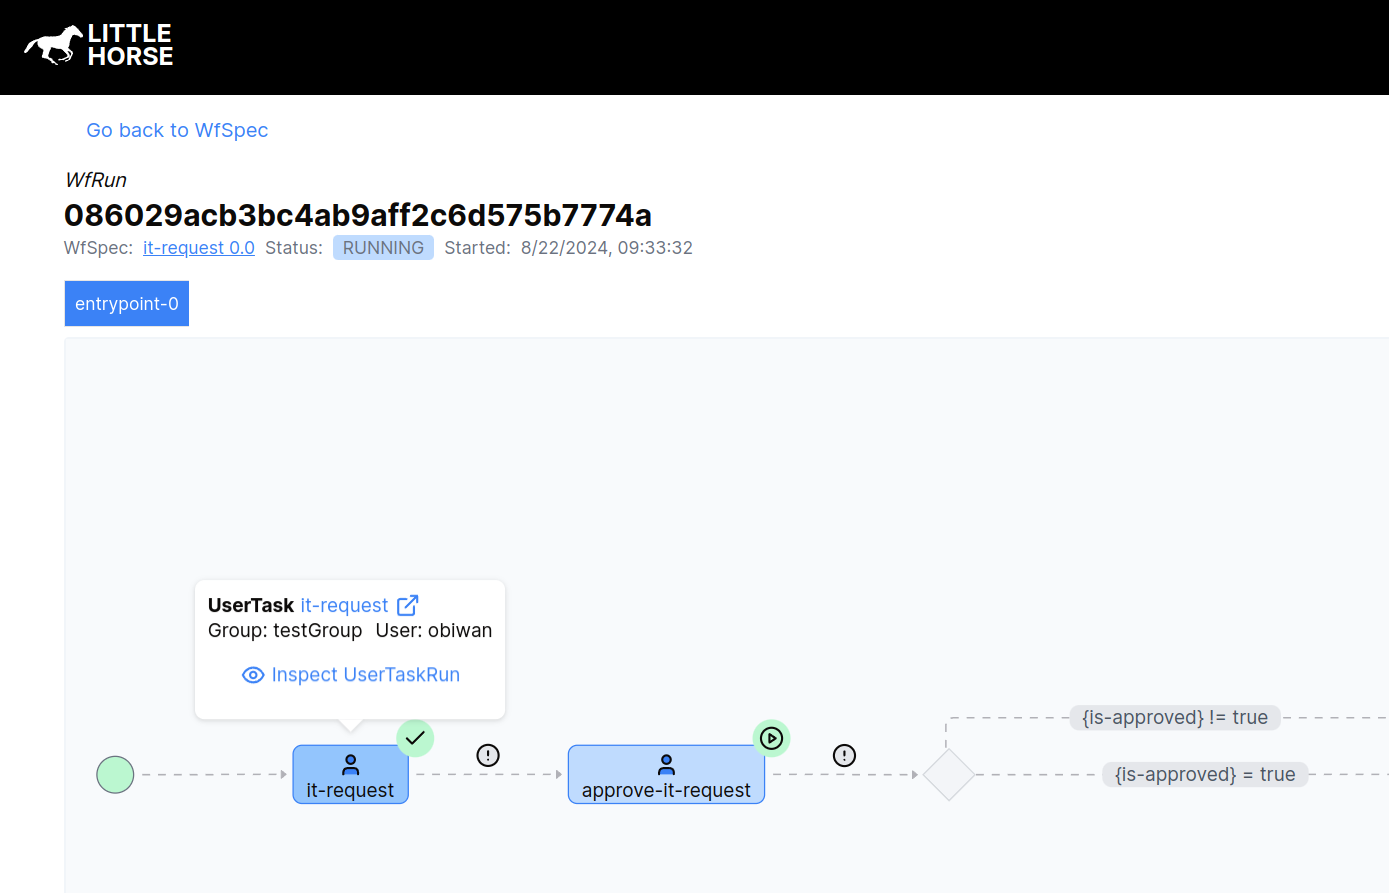 LITTLE
HORSE
Go back to WfSpec
WfRun
086029acb3bc4ab9aff2c6d575b7774a
WfSpec: it-request 0.0 Status: RUNNING Started: 8/22/2024, 09:33:32
entrypoint-0
UserTask it-request
Group: testGroup User: obiwan
Inspect UserTaskRun
{is-approved} != true
{is-approved} = true
it-request
approve-it-request